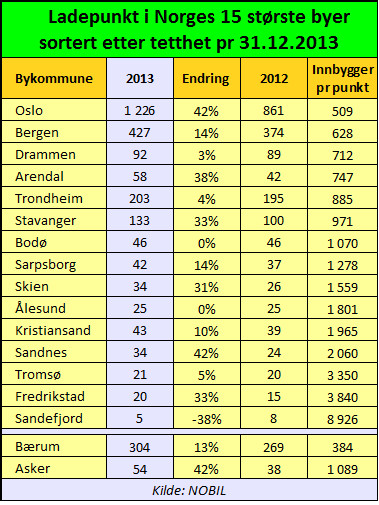 Ladepunkt i Norges 15 større byer
sortert etter tetthet pr 31.12.2013
Bykommune 2013 Endring 2012 Innbygger pr punkt
Oslo 1 226 42% 861 509
Bergen 427 14% 374 628
Drammen 92 3% 89 712
Arendal 58 38% 42 747
Trondheim 203 4% 195 885
Stavanger 133 33% 100 971
Bodø 46 0% 46 1 070
Sarpsborg 42 14% 37 1 278
Skien 34 31% 26 1 559
Ålesund 25 0% 25 1 801
Kristiansand 43 10% 39 1 965
Sandnes 34 42% 24 2 060
Tromsø 21 5% 20 3 350
Fredrikstad 20 33% 15 3 840
Sandefjord 5 -38% 8 8 926
Bærum 304 13% 269 384
Asker 54 42% 38 1 089
Kilde: NOBIL